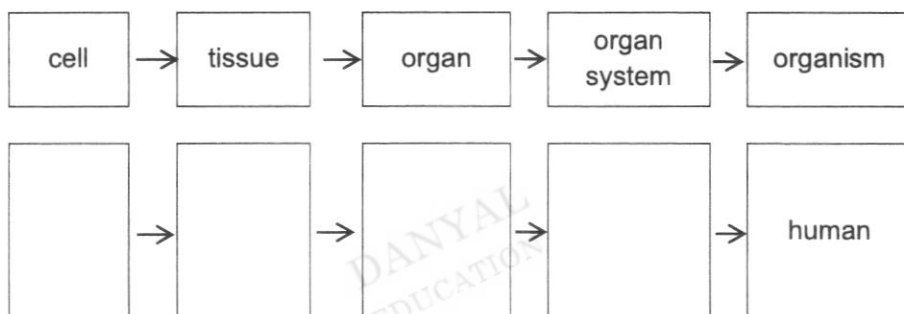 cell
tissue
organ
organ
system
organism
human
DANYAL
EDUCATION